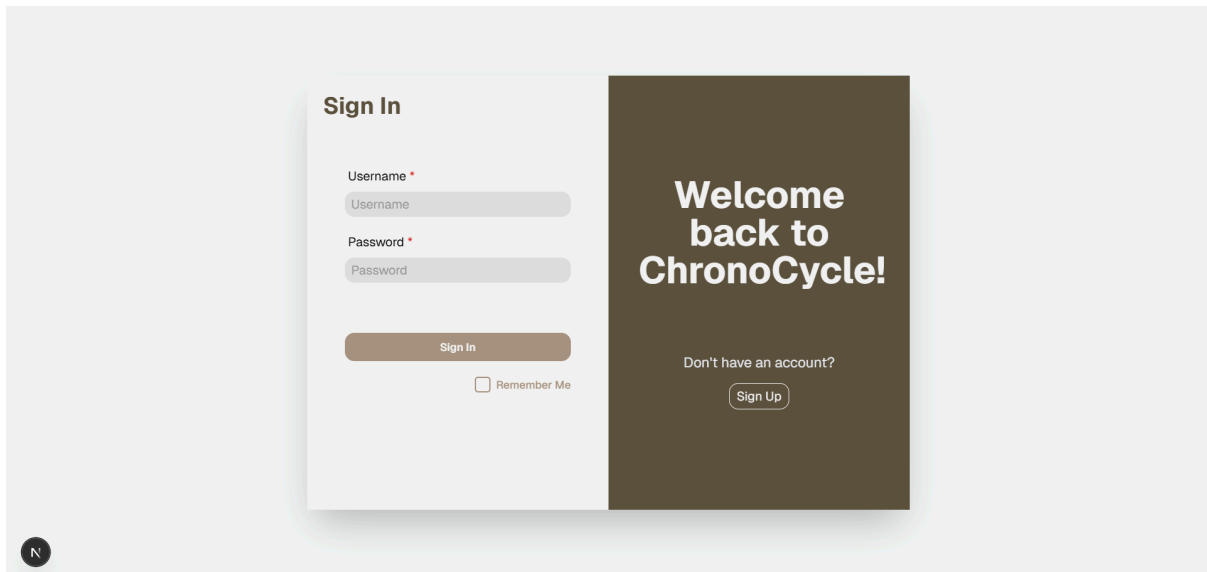 Sign In
Username *
Username
Password *
Password
Sign In
Remember Me
Welcome
back to
ChronoCycle!
Don't have an account?
Sign Up
N